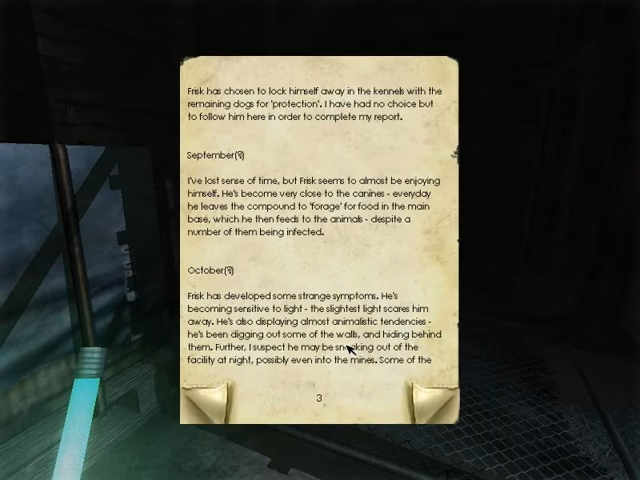 Frisk has chosen to lock himself away in the kennels with the
remaining dogs for 'protection'. I have had no choice but
to follow him here in order to complete my report.
September(?)
I've lost sense of time, but Frisk seems to almost be enjoying
himself. He's become very close to the canines - everyday
he leaves the compound to 'forage' for food in the main
base, which he then feeds to the animals - despite a
number of them being infected.
October(?)
Frisk has developed some strange symptoms. He's
becoming sensitive to light - the slightest light scares him
away. He's also displaying almost animalistic tendencies -
he's been digging out some of the walls, and hiding behind
them. Further, I suspect he may be sneaking out of the
facility at night, possibly even into the mines. Some of the
3